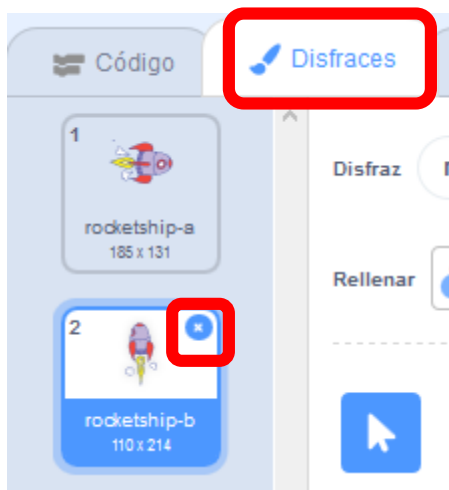 Código
Disfraces
1
rocketship-a
185 x 131
2
rocketship-b
110 x 214
Disfraz
Rellenar